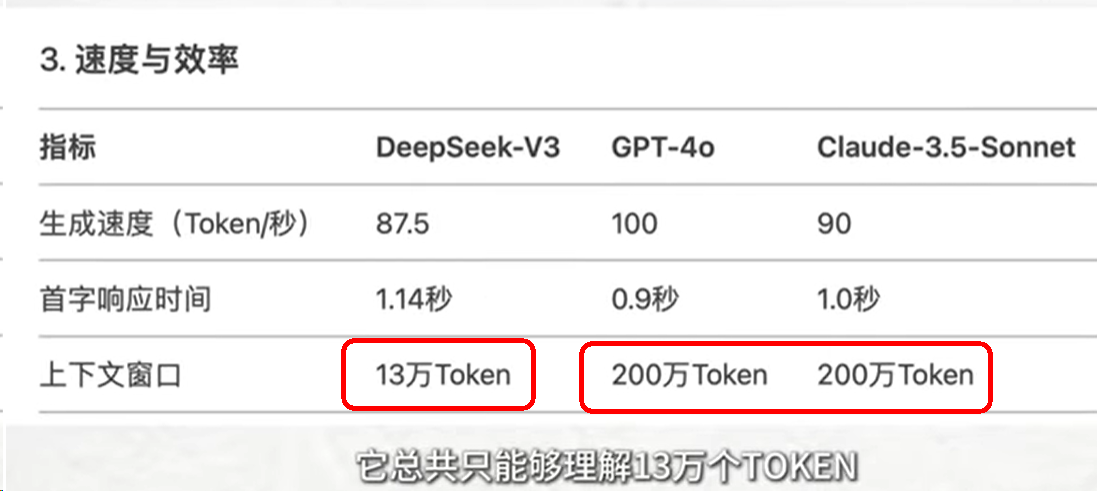 3. 速度与效率
指标 DeepSeek-V3 GPT-4o Claude-3.5-Sonnet
生成速度（Token/秒） 87.5 100 90
首字响应时间 1.14秒 0.9秒 1.0秒
上下文窗口 13万Token 200万Token 200万Token
它总共只能够理解13万个TOKEN